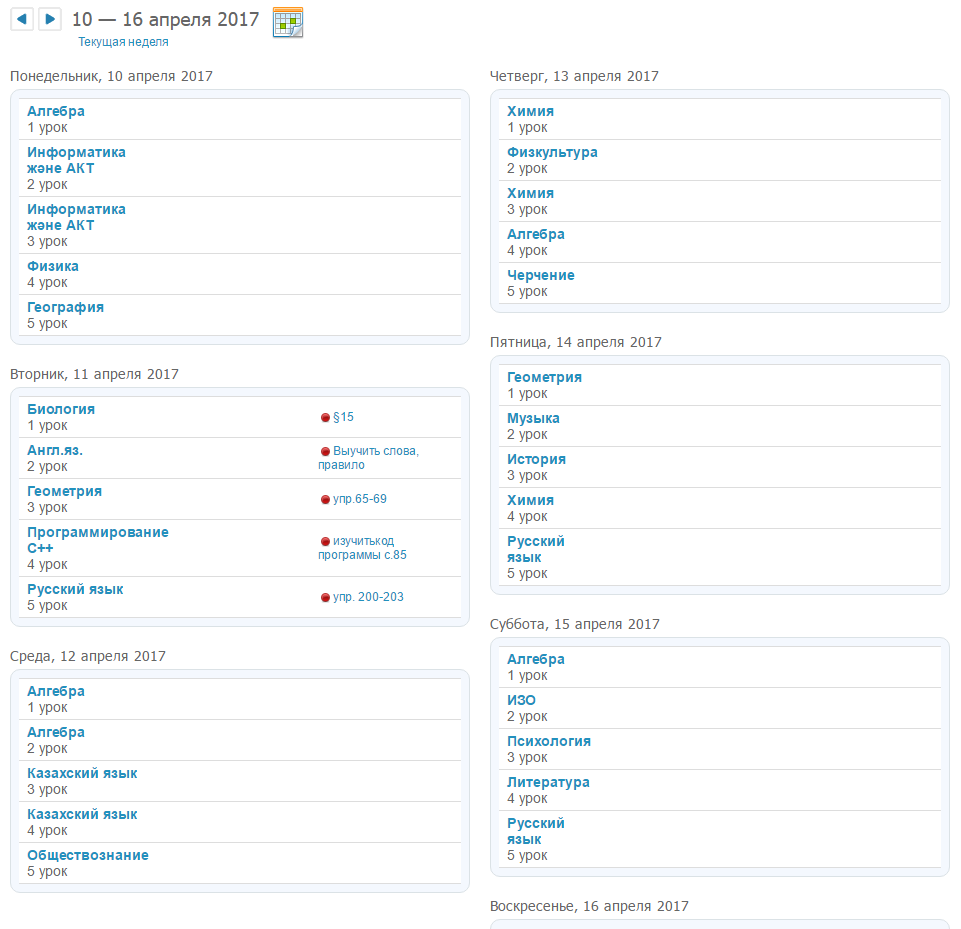 10 — 16 апреля 2017
Текущая неделя
Понедельник, 10 апреля 2017
Алгебра
1 урок
Информатика
және АКТ
2 урок
Информатика
және АКТ
3 урок
Физика
4 урок
География
5 урок
Вторник, 11 апреля 2017
Биология
1 урок
§15
Англ.яз.
2 урок
Выучить слова,
правило
Геометрия
3 урок
упр.65-69
Программирование
С++
4 урок
изучитькод
программы с.85
Русский язык
5 урок
упр. 200-203
Среда, 12 апреля 2017
Алгебра
1 урок
Алгебра
2 урок
Казахский язык
3 урок
Казахский язык
4 урок
Обществознание
5 урок
Четверг, 13 апреля 2017
Химия
1 урок
Физкультура
2 урок
Химия
3 урок
Алгебра
4 урок
Черчение
5 урок
Пятница, 14 апреля 2017
Геометрия
1 урок
Музыка
2 урок
История
3 урок
Химия
4 урок
Русский
язык
5 урок
Суббота, 15 апреля 2017
Алгебра
1 урок
ИЗО
2 урок
Психология
3 урок
Литература
4 урок
Русский
язык
5 урок
Воскресенье, 16 апреля 2017